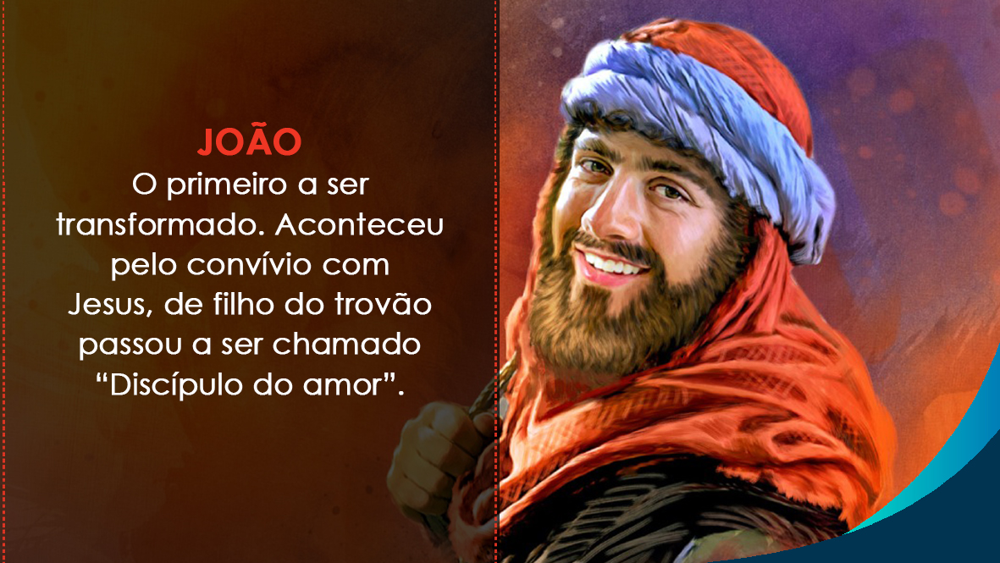 JOÃO
O primeiro a ser
transformado. Aconteceu
pelo convívio com
Jesus, de filho do trovão
passou a ser chamado
“Discípulo do amor”.